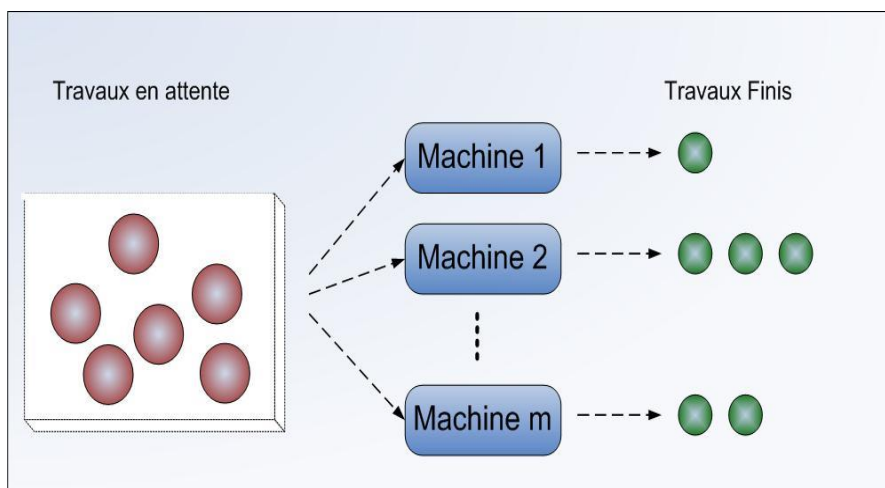 Travaux en attente
Travaux Finis
Machine 1
Machine 2
Machine m